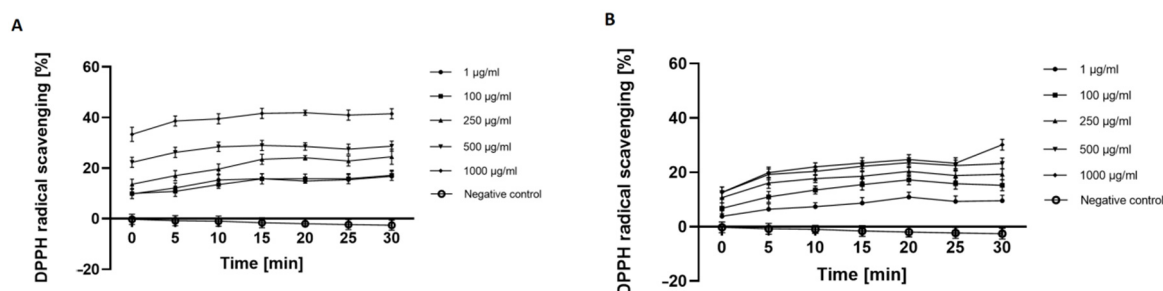 A
DPPH radical scavenging [%]
60
40
20
0
−20
0 5 10 15 20 25 30
Time [min]
1 µg/ml
100 µg/ml
250 µg/ml
500 µg/ml
1000 µg/ml
Negative control
B
DPPH radical scavenging [%]
60
40
20
0
−20
0 5 10 15 20 25 30
Time [min]
1 µg/ml
100 µg/ml
250 µg/ml
500 µg/ml
1000 µg/ml
Negative control